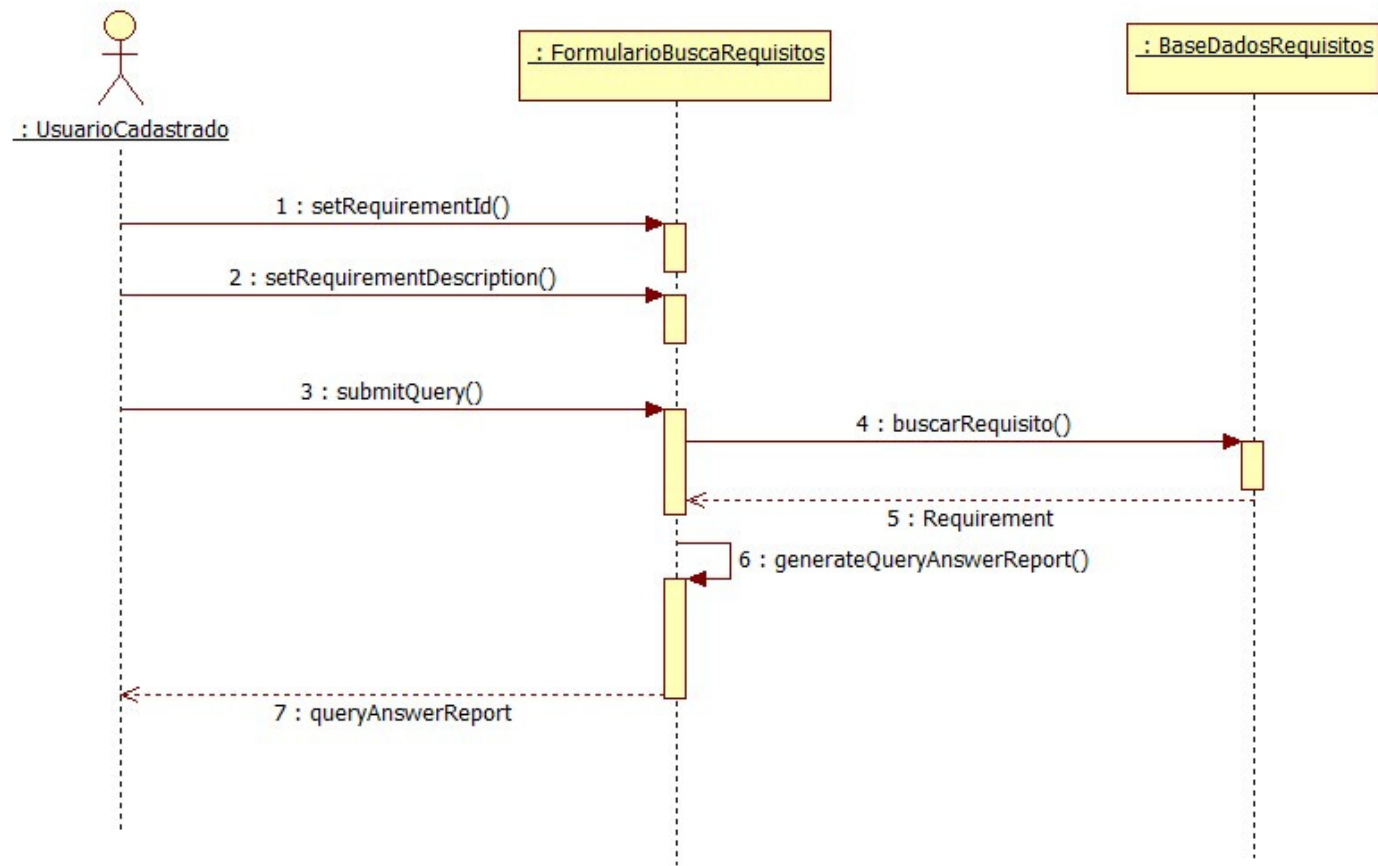 : UsuarioCadastrado
: FormularioBuscaRequisitos
: BaseDadosRequisitos
1 : setRequirementId()
2 : setRequirementDescription()
3 : submitQuery()
4 : buscarRequisito()
5 : Requirement
6 : generateQueryAnswerReport()
7 : queryAnswerReport